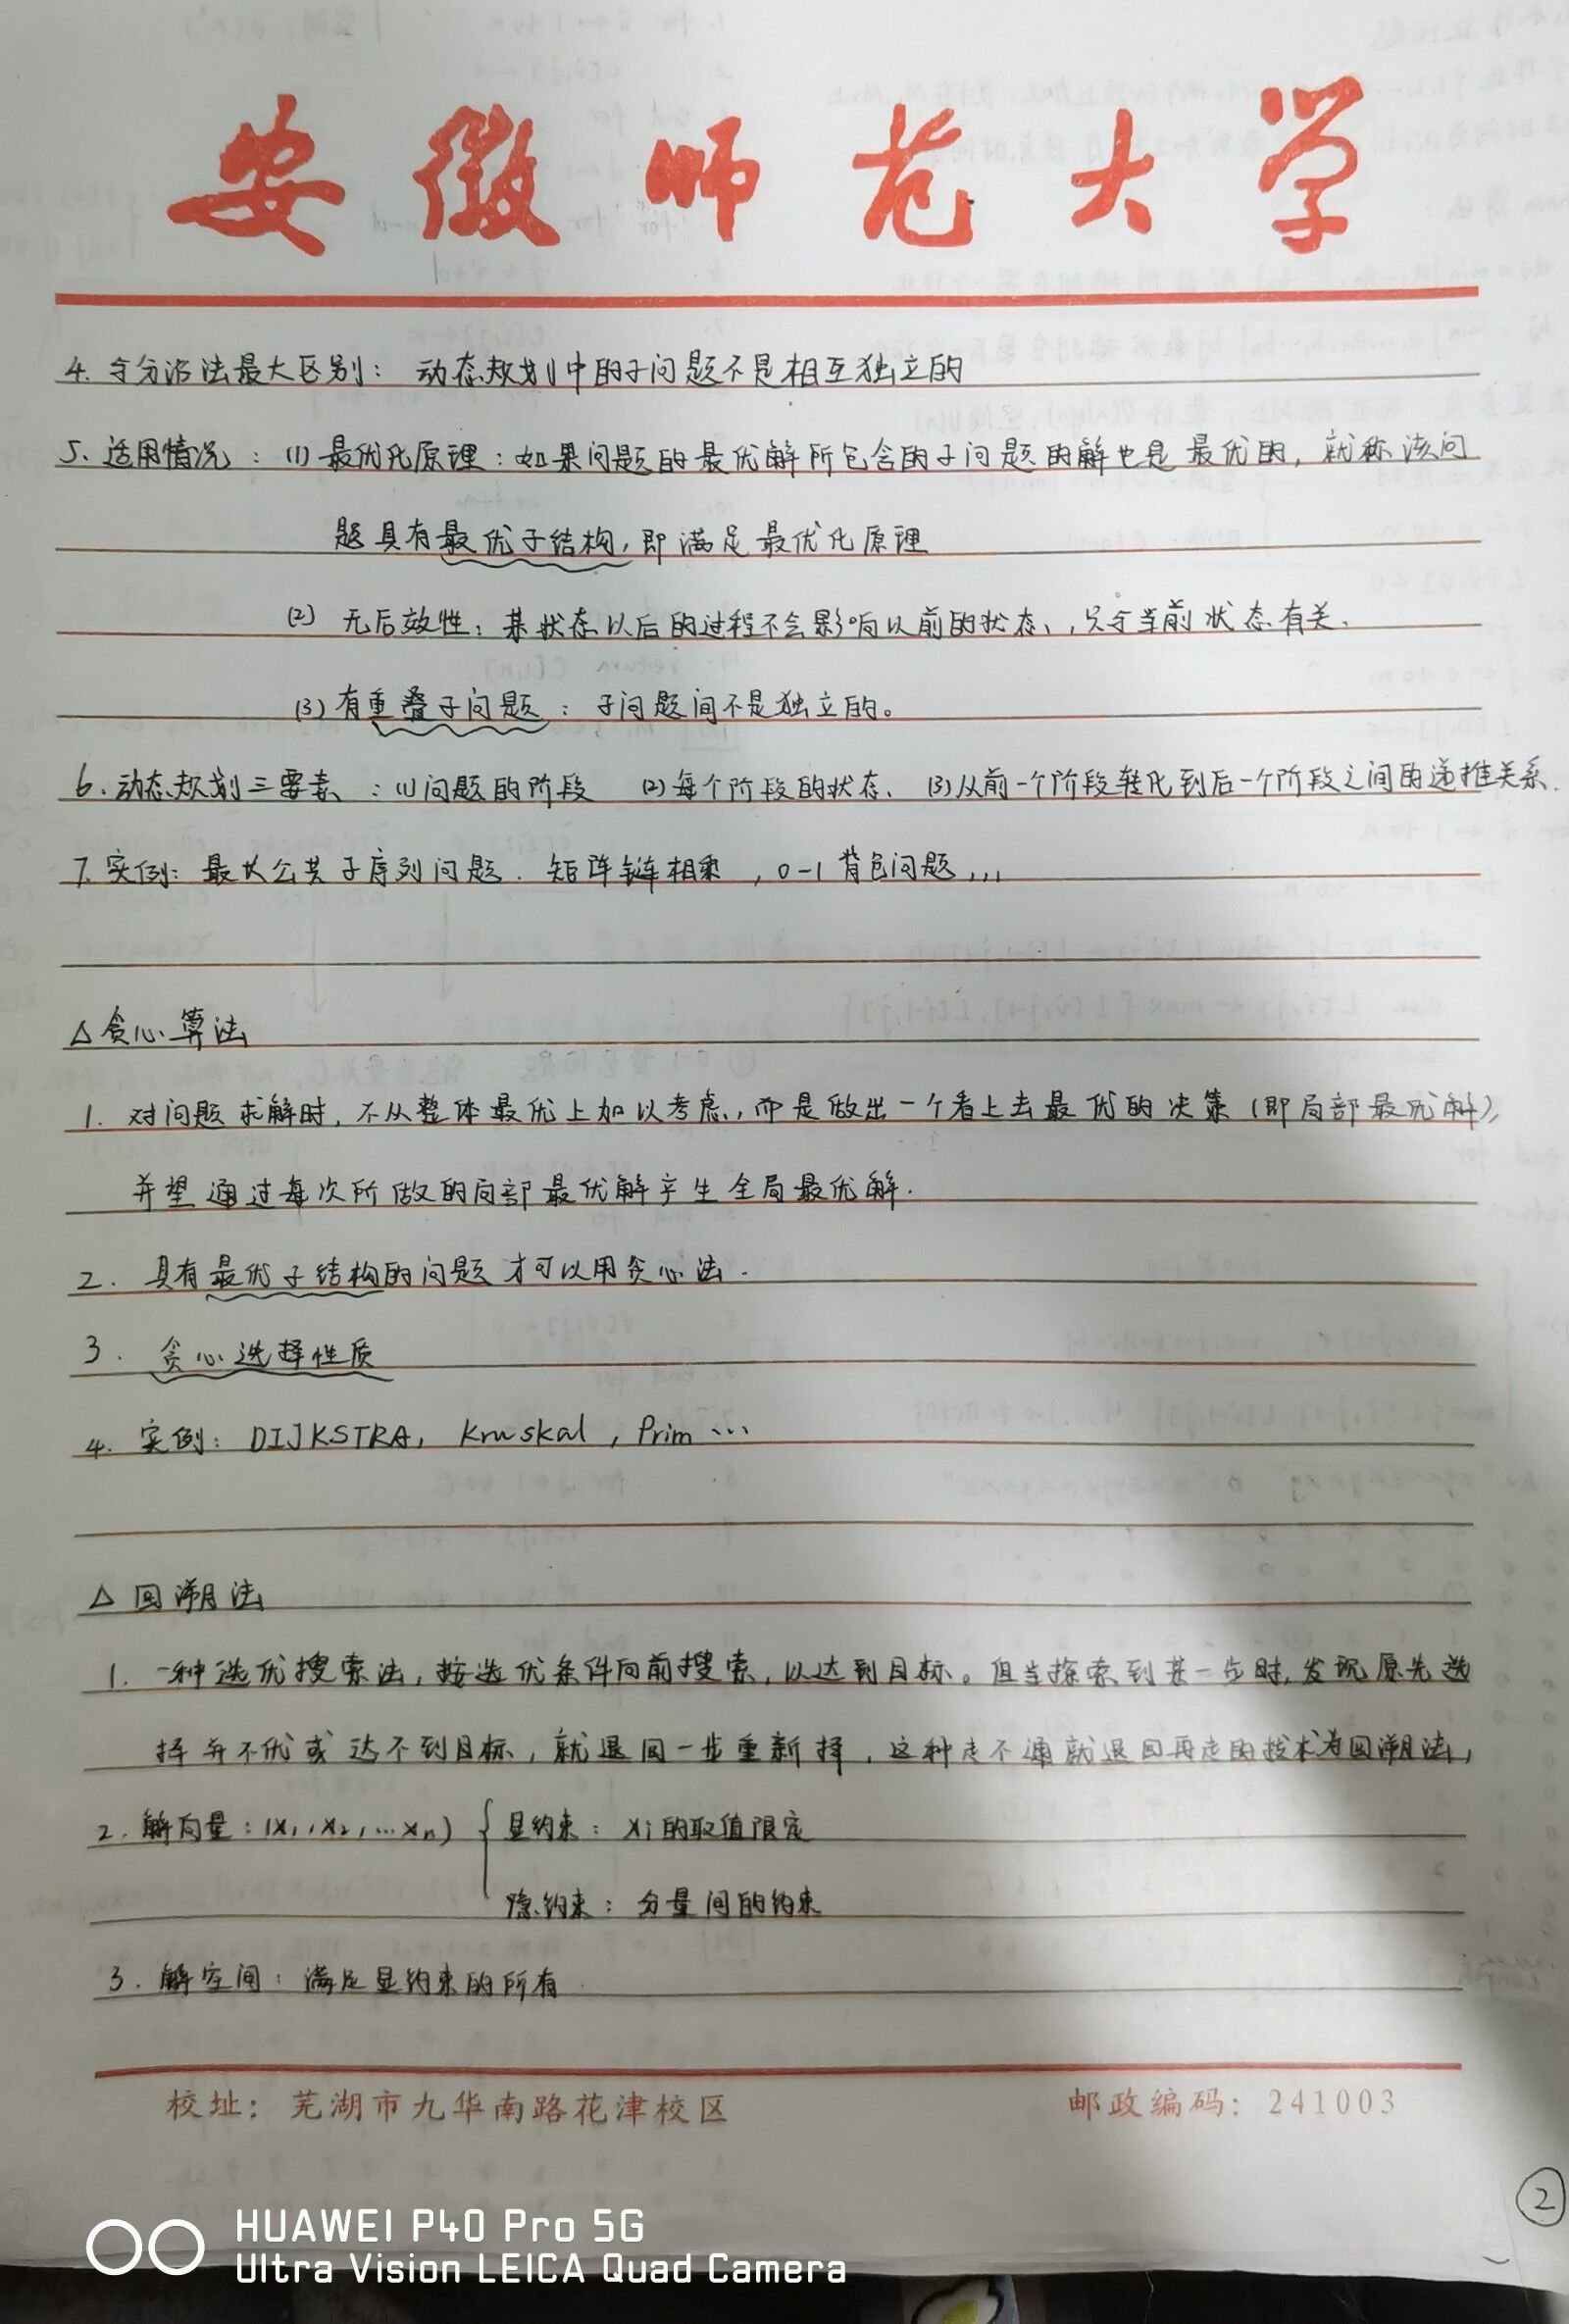 安徽师范大学
4. 与分治法最大区别： 动态规划中的子问题不是相互独立的
5. 适用情况：(1) 最优化原理：如果问题的最优解所包含的子问题的解也是最优的，就称该问
题具有最优子结构，即满足最优化原理
(2) 无后效性：某状态以后的过程不会影响以前的状态，只与当前状态有关.
(3) 有重叠子问题：子问题间不是独立的。
6. 动态规划三要素：(1)问题的阶段 (2)每个阶段的状态、 (3)从前一个阶段转化到后一个阶段之间的递推关系.
7. 实例：最长公共子序列问题. 矩阵链相乘，0-1背包问题,,,
△贪心算法
1. 对问题求解时，不从整体最优上加以考虑，而是做出一个看上去最优的决策（即局部最优解），
并望通过每次所做的局部最优解产生全局最优解.
2. 具有最优子结构的问题才可以用贪心法.
3. 贪心选择性质
4. 实例：DIJKSTRA, Kruskal, Prim ...
△ 回溯法
1. 一种选优搜索法，按选优条件向前搜索，以达到目标。但当探索到某一步时，发现原先选
择并不优或达不到目标，就退回一步重新择，这种走不通就退回再走的技术为回溯法,
2. 解向量：(x1, x2, ... xn) { 显约束：xi的取值限定
隐约束：分量间的约束
3. 解空间：满足显约束的所有
校址：芜湖市九华南路花津校区 邮政编码：241003
2
HUAWEI P40 Pro 5G
Ultra Vision LEICA Quad Camera